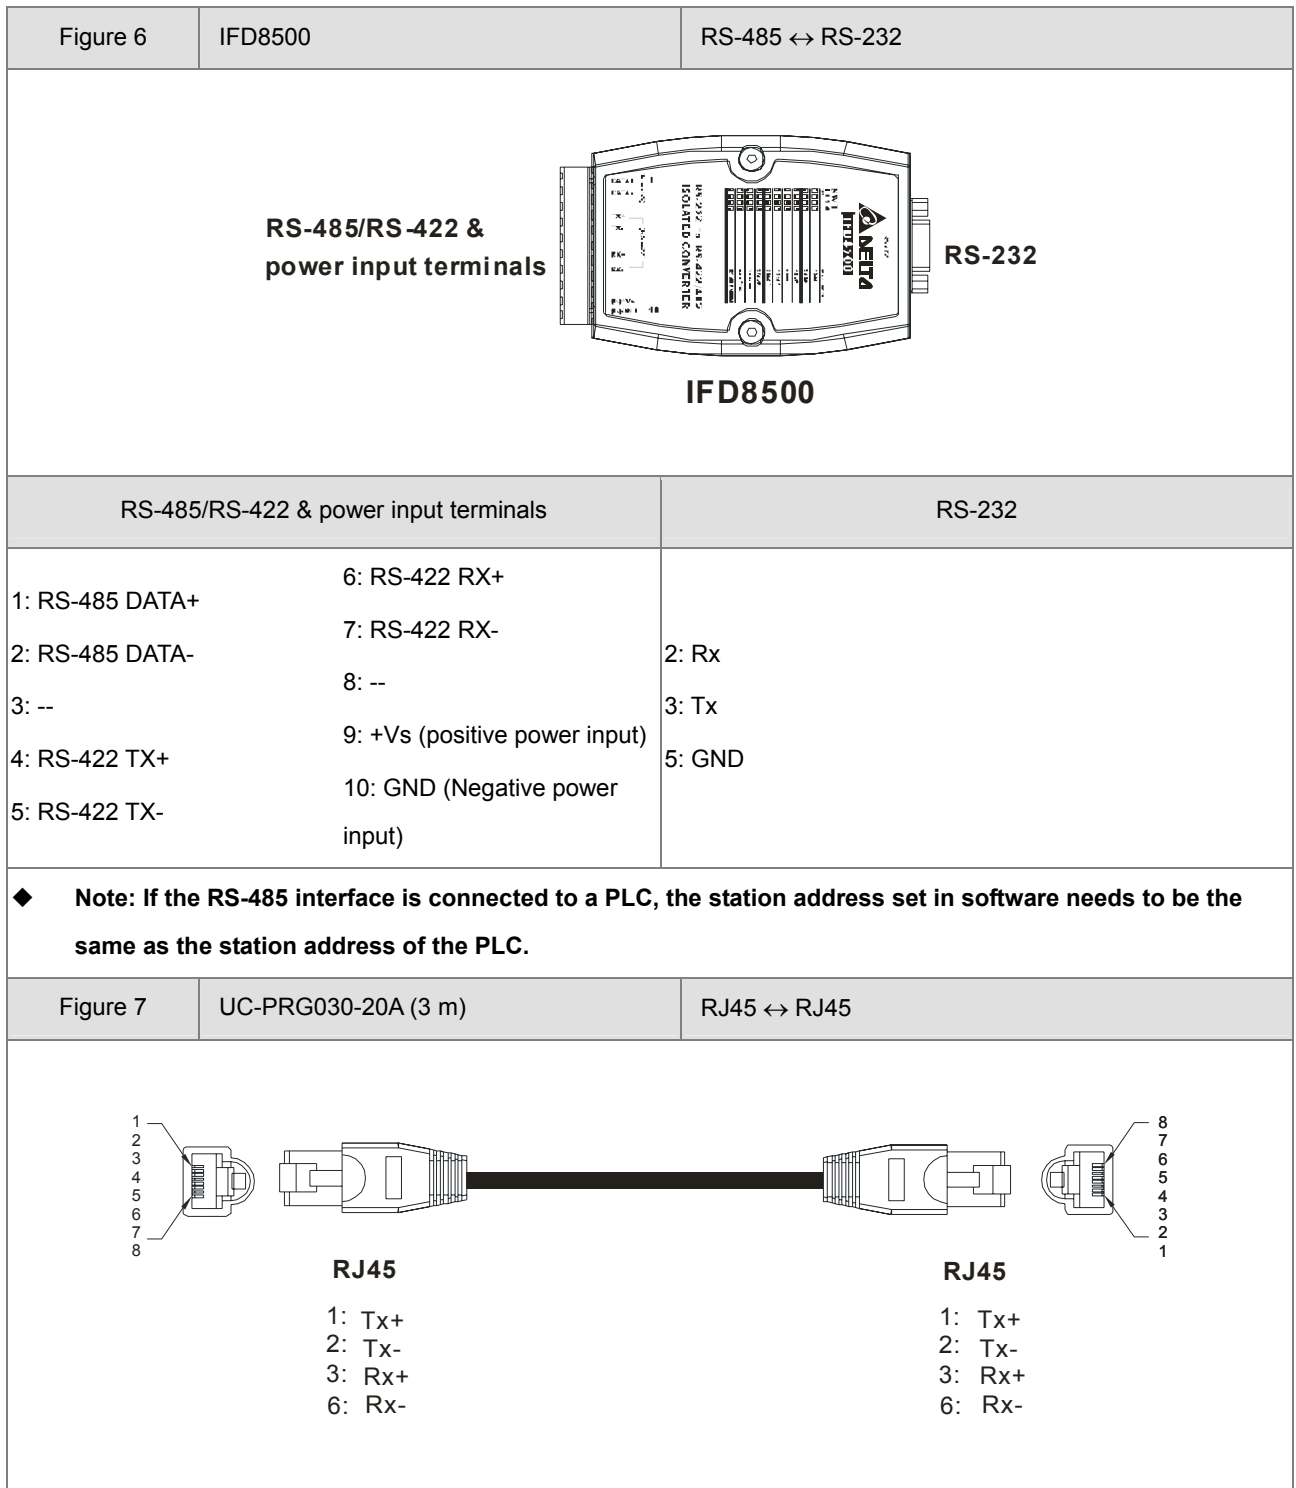 Figure 6
IFD8500
RS-485 ↔ RS-232
RS-485/RS-422 &
power input terminals
ISOLATED CONVERTER
DELTA
RS-232
IFD8500
RS-485/RS-422 & power input terminals
RS-232
1: RS-485 DATA+
2: RS-485 DATA-
3: --
4: RS-422 TX+
5: RS-422 TX-
6: RS-422 RX+
7: RS-422 RX-
8: --
9: +Vs (positive power input)
10: GND (Negative power
input)
2: Rx
3: Tx
5: GND
◆ Note: If the RS-485 interface is connected to a PLC, the station address set in software needs to be the
same as the station address of the PLC.
Figure 7
UC-PRG030-20A (3 m)
RJ45 ↔ RJ45
1
2
3
4
5
6
7
8
RJ45
1: Tx+
2: Tx-
3: Rx+
6: Rx-
8
7
6
5
4
3
2
1
RJ45
1: Tx+
2: Tx-
3: Rx+
6: Rx-